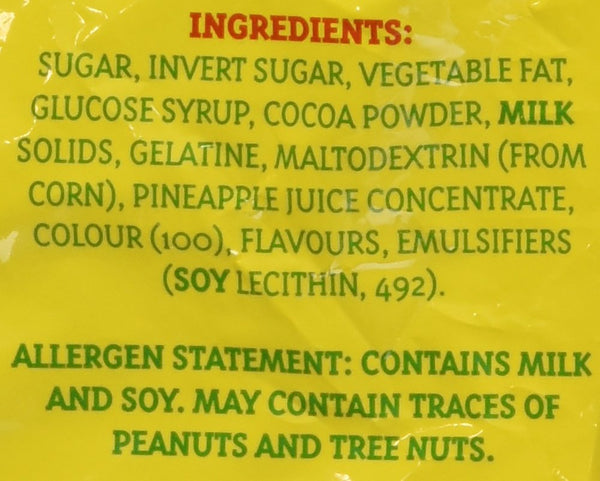 INGREDIENTS:
SUGAR, INVERT SUGAR, VEGETABLE FAT,
GLUCOSE SYRUP, COCOA POWDER, MILK
SOLIDS, GELATINE, MALTODEXTRIN (FROM
CORN), PINEAPPLE JUICE CONCENTRATE,
COLOUR (100), FLAVOURS, EMULSIFIERS
(SOY LECITHIN, 492).
ALLERGEN STATEMENT: CONTAINS MILK
AND SOY. MAY CONTAIN TRACES OF
PEANUTS AND TREE NUTS.